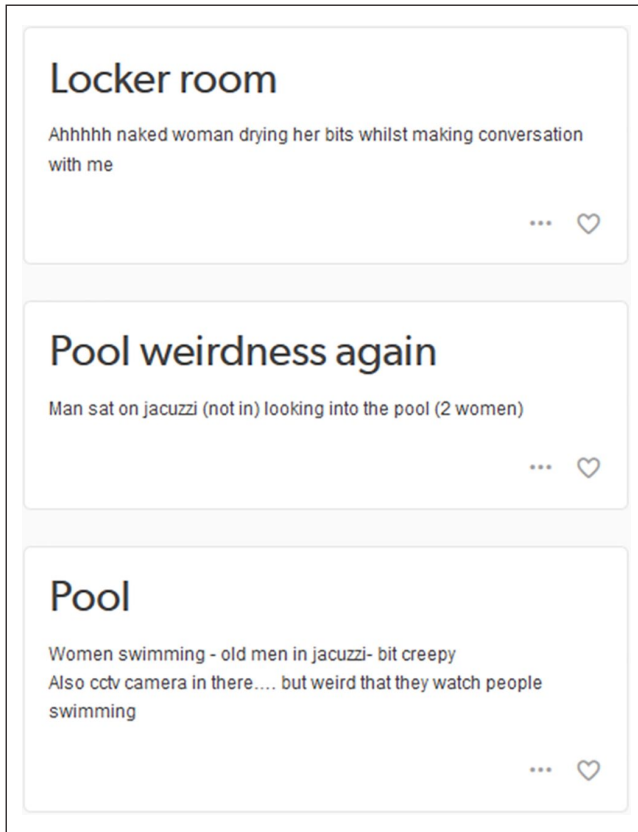 Locker room
Ahhhhh naked woman drying her bits whilst making conversation
with me
Pool weirdness again
Man sat on jacuzzi (not in) looking into the pool (2 women)
Pool
Women swimming - old men in jacuzzi- bit creepy
Also cctv camera in there.... but weird that they watch people
swimming